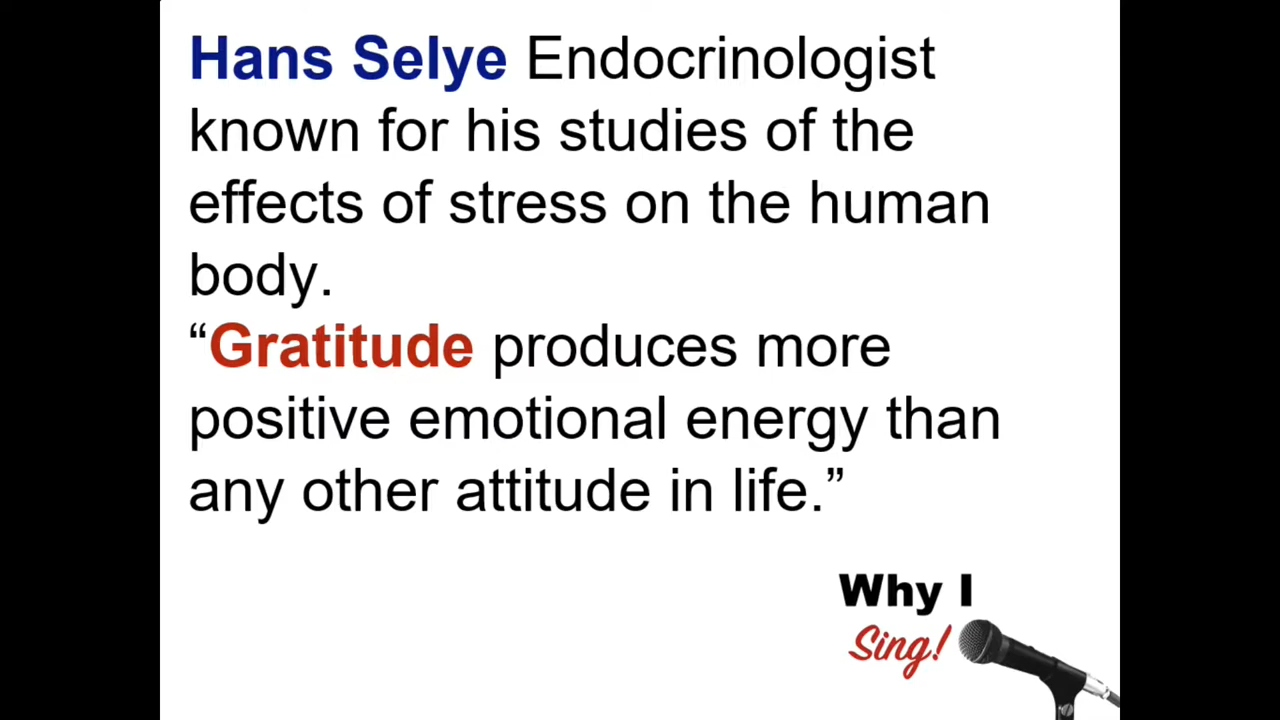 Hans Selye Endocrinologist
known for his studies of the
effects of stress on the human
body.
“Gratitude produces more
positive emotional energy than
any other attitude in life.”
Why I
Sing!